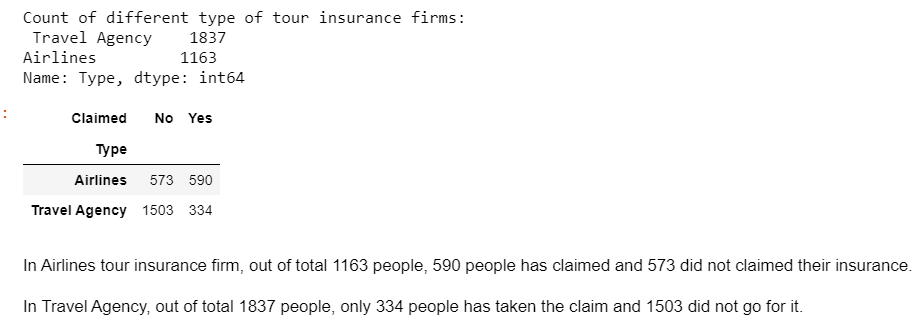 Count of different type of tour insurance firms:
Travel Agency 1837
Airlines 1163
Name: Type, dtype: int64
:
Claimed No Yes
Type
Airlines 573 590
Travel Agency 1503 334
In Airlines tour insurance firm, out of total 1163 people, 590 people has claimed and 573 did not claimed their insurance.
In Travel Agency, out of total 1837 people, only 334 people has taken the claim and 1503 did not go for it.